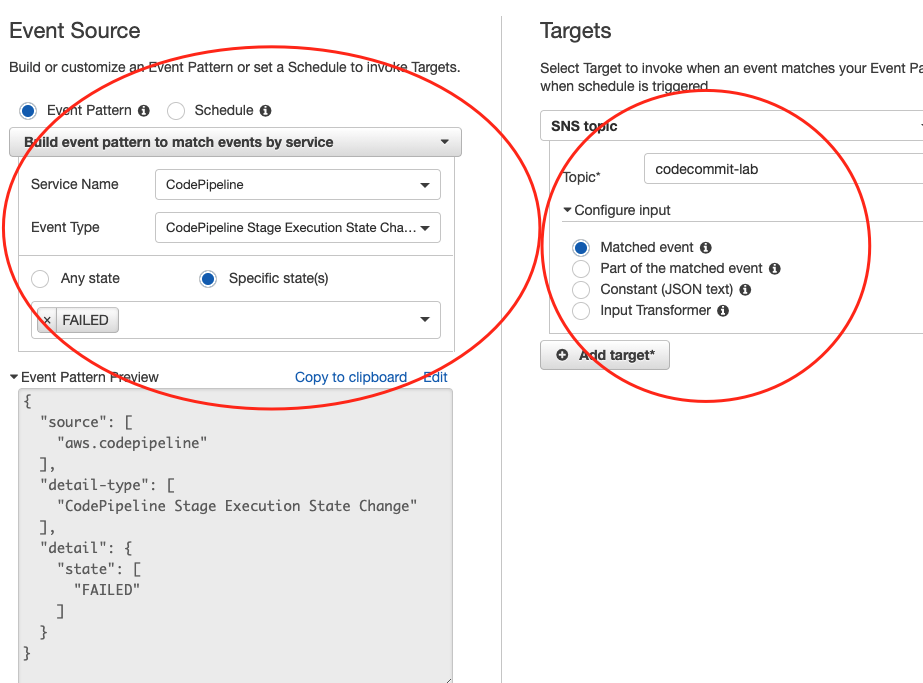 Event Source
Build or customize an Event Pattern or set a Schedule to invoke Targets.
Event Pattern
Schedule
Build event pattern to match events by service
Service Name
CodePipeline
Event Type
CodePipeline Stage Execution State Cha...
Any state
Specific state(s)
× FAILED
Event Pattern Preview
Copy to clipboard
Edit
{
  "source": [
    "aws.codepipeline"
  ],
  "detail-type": [
    "CodePipeline Stage Execution State Change"
  ],
  "detail": {
    "state": [
      "FAILED"
    ]
  }
}
Targets
Select Target to invoke when an event matches your Event Pa
when schedule is triggered.
SNS topic
Topic*
codecommit-lab
Configure input
Matched event
Part of the matched event
Constant (JSON text)
Input Transformer
Add target*